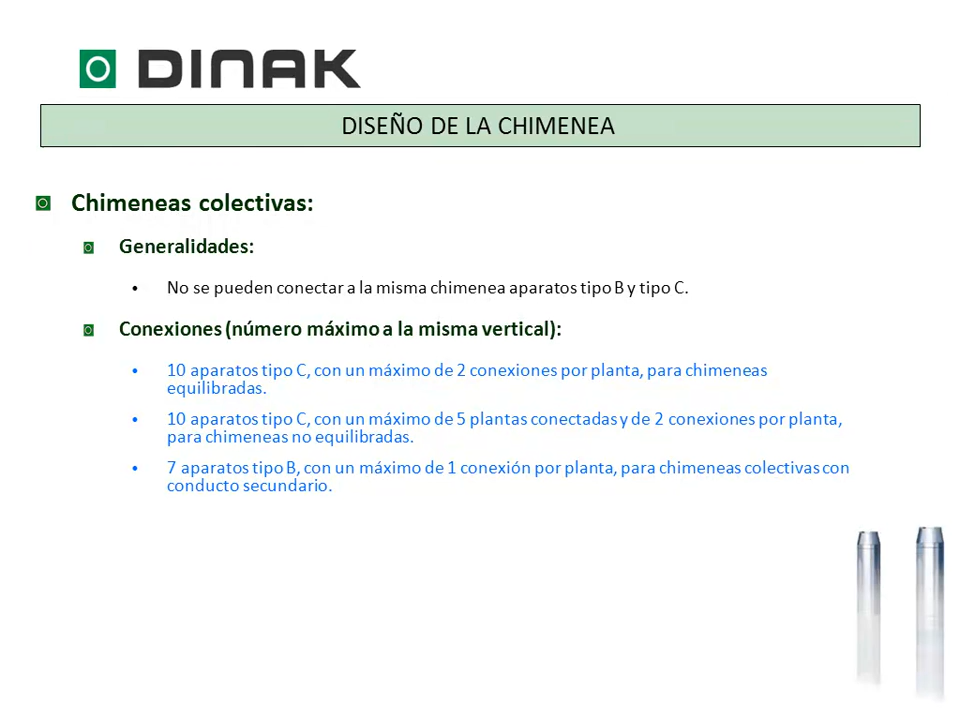 DINAK
DISEÑO DE LA CHIMENEA
Chimeneas colectivas:
Generalidades:
• No se pueden conectar a la misma chimenea aparatos tipo B y tipo C.
Conexiones (número máximo a la misma vertical):
• 10 aparatos tipo C, con un máximo de 2 conexiones por planta, para chimeneas
equilibradas.
• 10 aparatos tipo C, con un máximo de 5 plantas conectadas y de 2 conexiones por planta,
para chimeneas no equilibradas.
• 7 aparatos tipo B, con un máximo de 1 conexión por planta, para chimeneas colectivas con
conducto secundario.